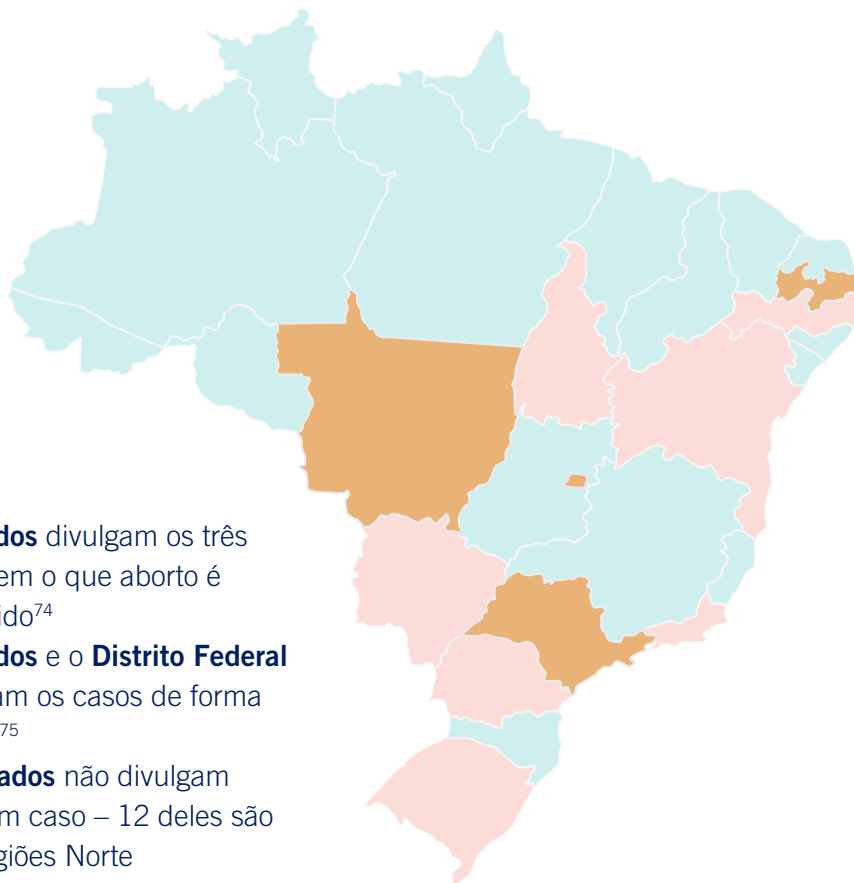 dos divulgam os três
em o que aborto é
ido74
dos e o Distrito Federal
am os casos de forma
75
ados não divulgam
m caso – 12 deles são
giões Norte